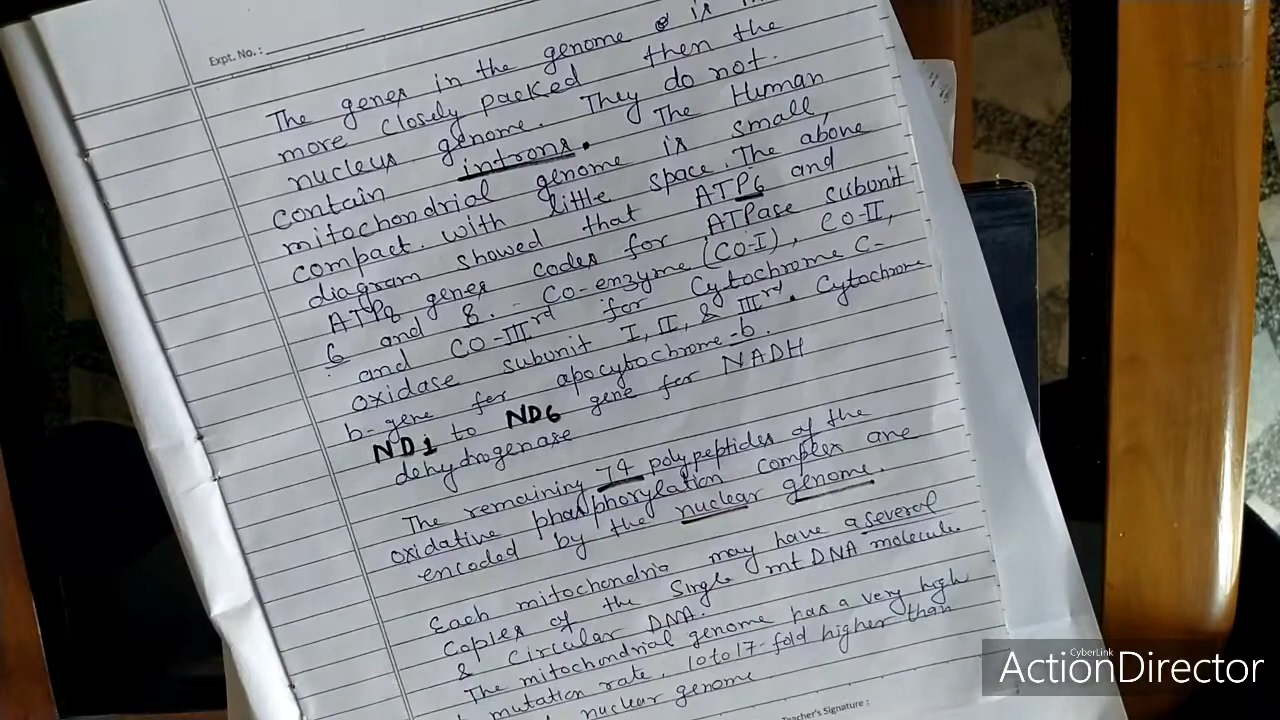 Expt. No. :
The genes in the genome is
more closely packed then the
nucleus genome. They do not.
contain introns. The Human
mitochondrial genome is small,
compact. with little space. The above
diagram showed that ATP6 and
ATP8 genes codes for ATPase subunit
6 and 8. Co-enzyme (CO-I), CO-II,
and CO-IIIrd for Cytochrome C-
oxidase subunit I, II, & IIIrd. Cytochrome
b-gene for apocytochrome-b.
ND1 to ND6 gene for NADH
dehydrogenase
The remaining 74 polypeptides of the
oxidative phasphorylation complex are
encoded by the nuclear genome.
Each mitochondria may have a several
Copies of the Single mt DNA molecule
& Circular DNA.
The mitochondrial genome has a very high
mutation rate, 10 to 17-fold higher than
nuclear genome
Teacher's Signature :
CyberLink
ActionDirector